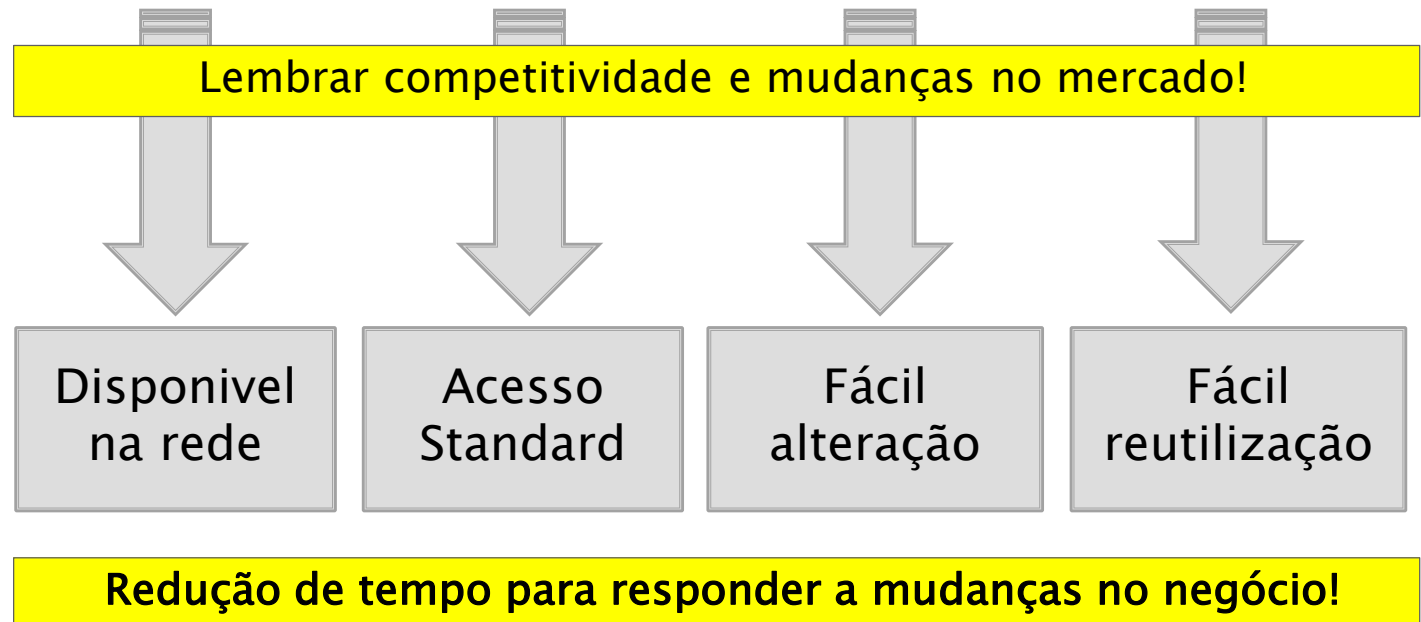 Lembrar competitividade e mudanças no mercado!
Disponivel
na rede
Acesso
Standard
Fácil
alteração
Fácil
reutilização
Redução de tempo para responder a mudanças no negócio!